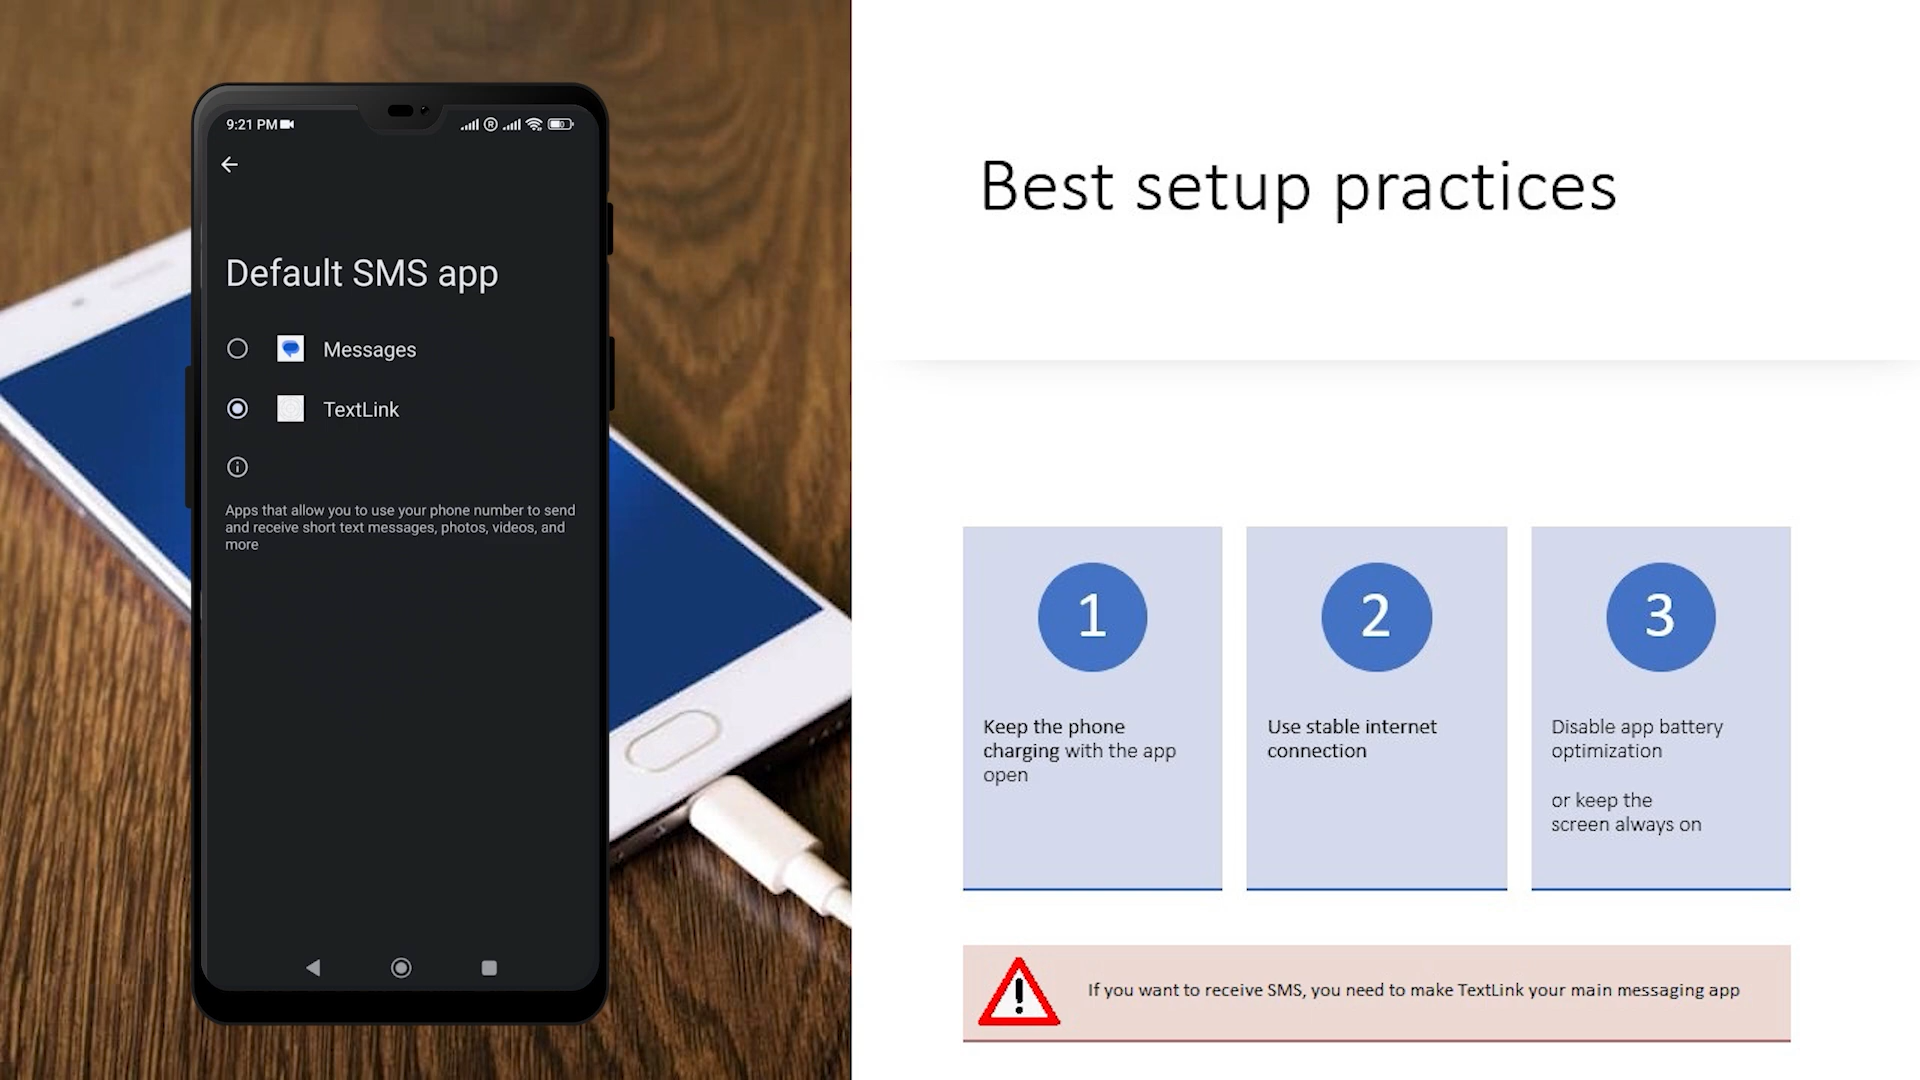 9:21 PM
Default SMS app
Messages
TextLink
Apps that allow you to use your phone number to send
and receive short text messages, photos, videos, and
more
Best setup practices
1
Keep the phone
charging with the app
open
2
Use stable internet
connection
3
Disable app battery
optimization
or keep the
screen always on
If you want to receive SMS, you need to make TextLink your main messaging app